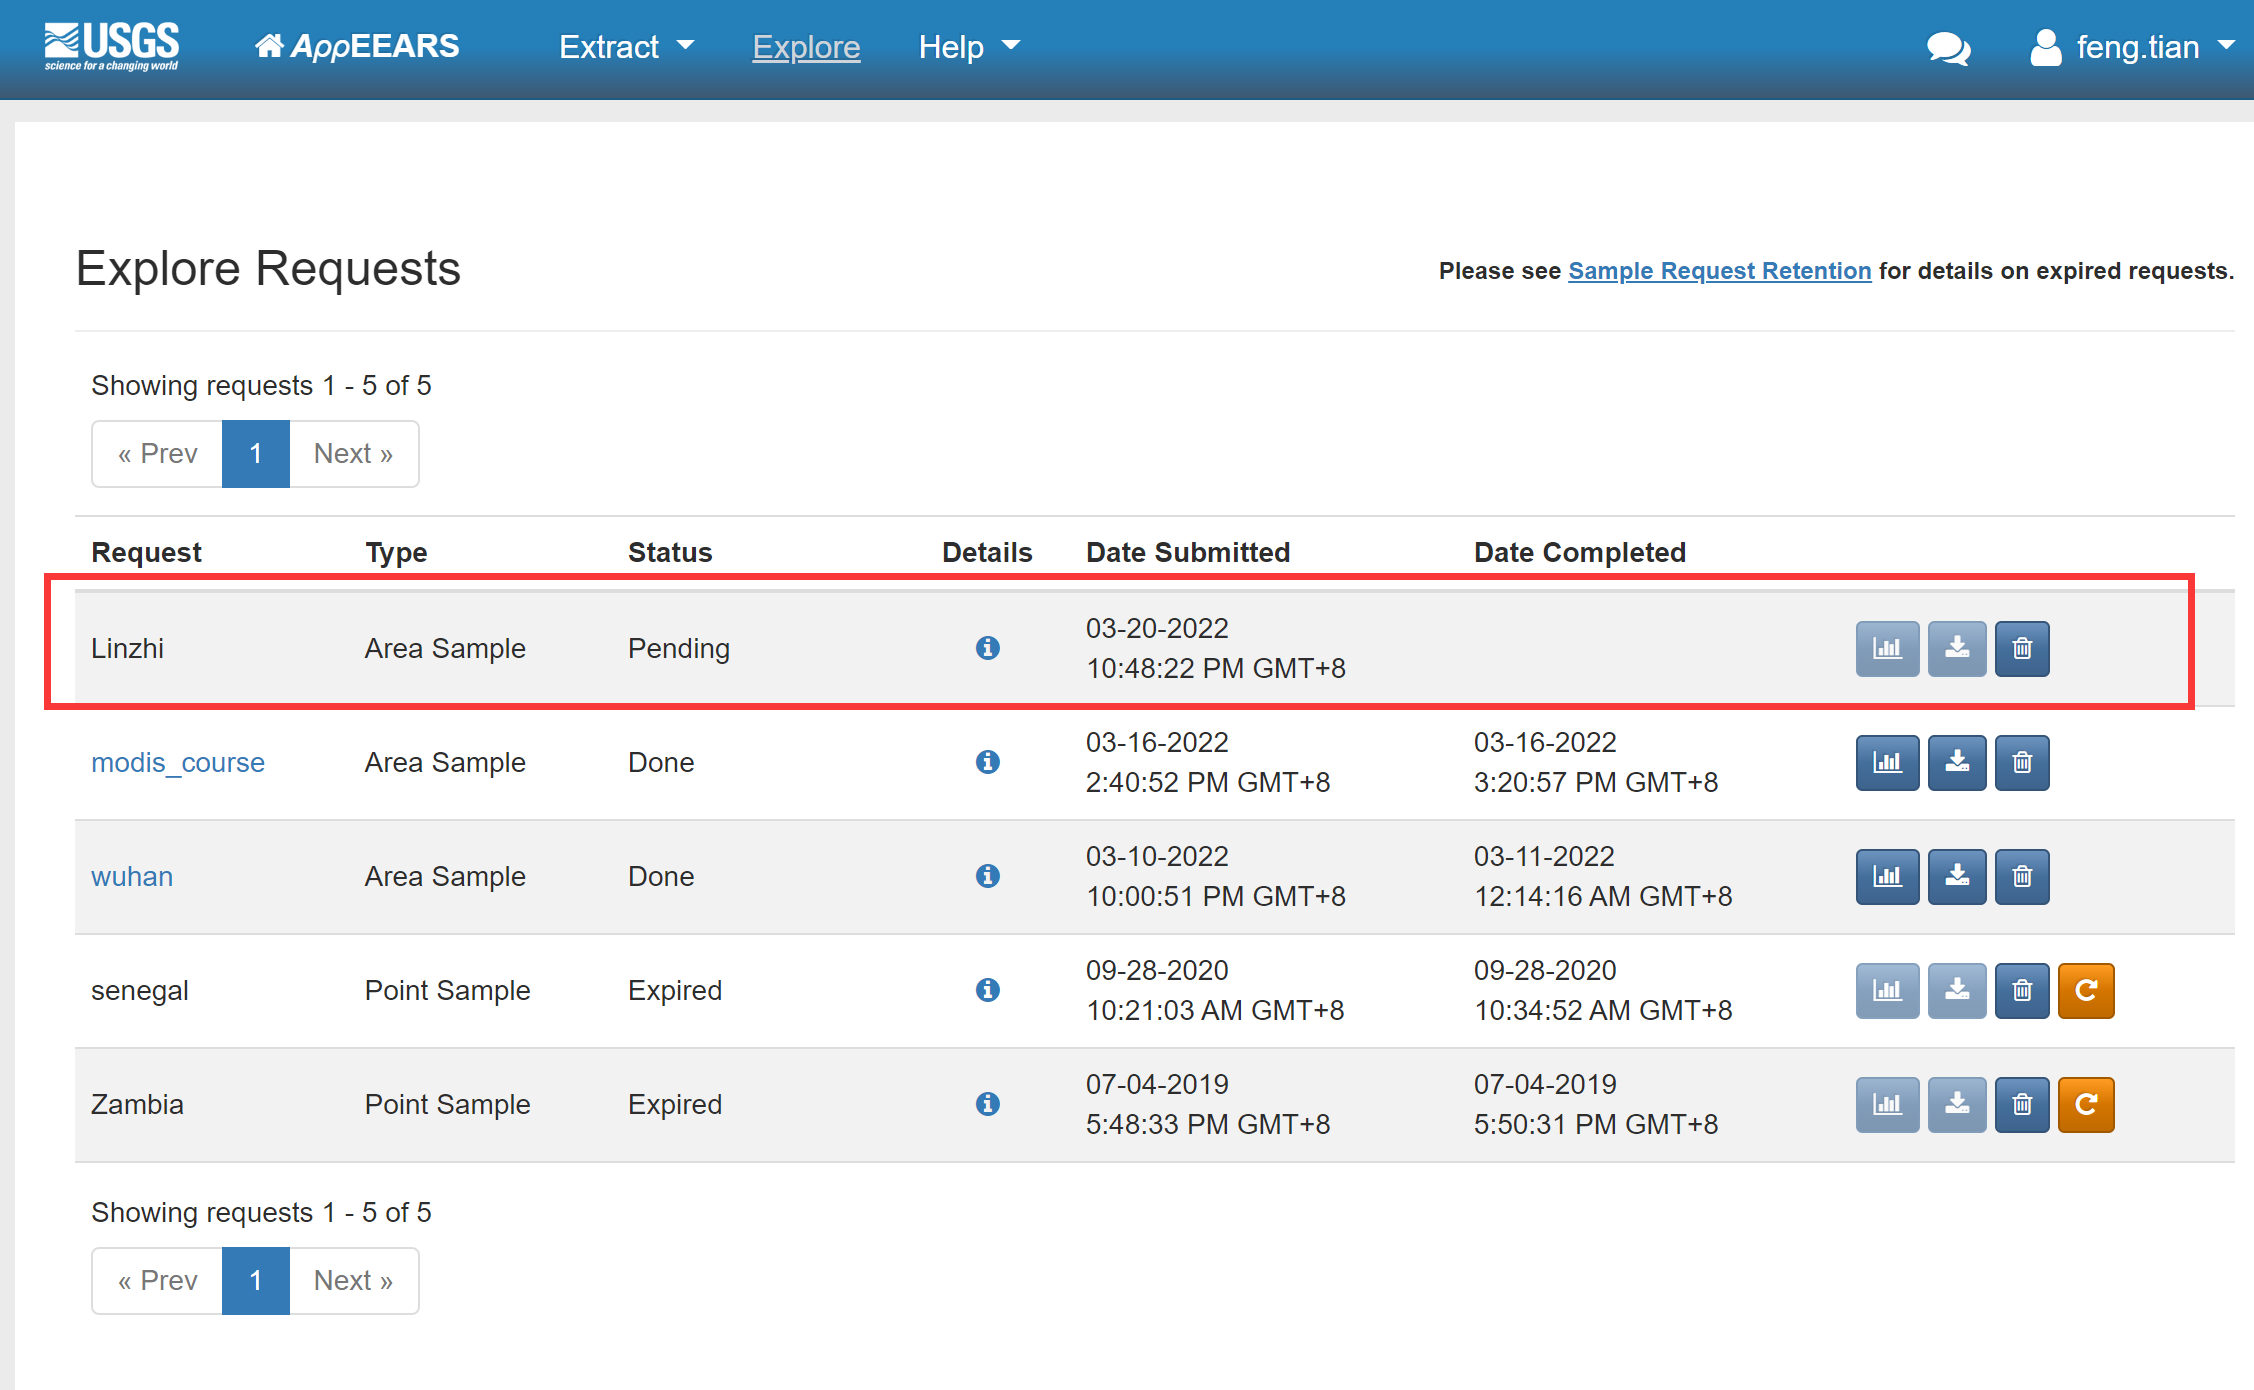 USGS
science for a changing world
AppEEARS
Extract
Explore
Help
feng.tian
Explore Requests
Please see Sample Request Retention for details on expired requests.
Showing requests 1 - 5 of 5
« Prev 1 Next »
Request Type Status Details Date Submitted Date Completed
Linzhi Area Sample Pending 03-20-2022
10:48:22 PM GMT+8
modis_course Area Sample Done 03-16-2022 03-16-2022
2:40:52 PM GMT+8 3:20:57 PM GMT+8
wuhan Area Sample Done 03-10-2022 03-11-2022
10:00:51 PM GMT+8 12:14:16 AM GMT+8
senegal Point Sample Expired 09-28-2020 09-28-2020
10:21:03 AM GMT+8 10:34:52 AM GMT+8
Zambia Point Sample Expired 07-04-2019 07-04-2019
5:48:33 PM GMT+8 5:50:31 PM GMT+8
Showing requests 1 - 5 of 5
« Prev 1 Next »